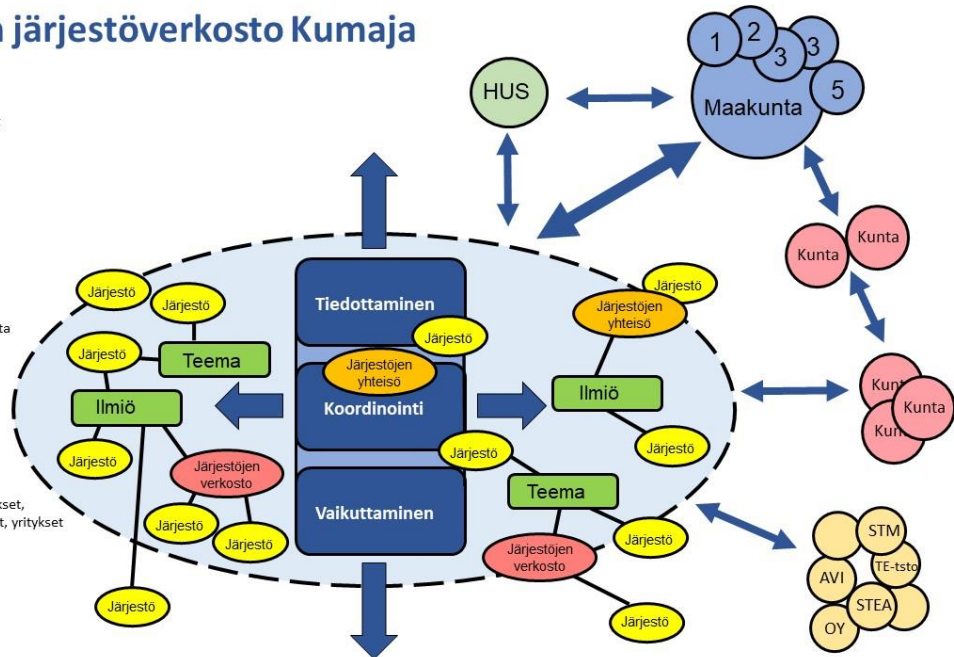 järjestöverkosto Kumaja
1
2
3
3
5
HUS
Maakunta
Kunta
Kunta
Järjestö
Järjestö
Tiedottaminen
Järjestö
Järjestöjen
yhteisö
Järjestö
Järjestö
Teema
Järjestöjen
yhteisö
Ilmiö
Koordinointi
Ilmiö
Kunta
Kunta
Kunta
Järjestö
Järjestöjen
verkosto
Järjestö
Järjestö
Teema
Järjestö
Järjestö
Vaikuttaminen
Järjestö
Järjestöjen
verkosto
yritykset
Järjestö
Järjestö
STM
TE-tsto
AVI
STEA
OY